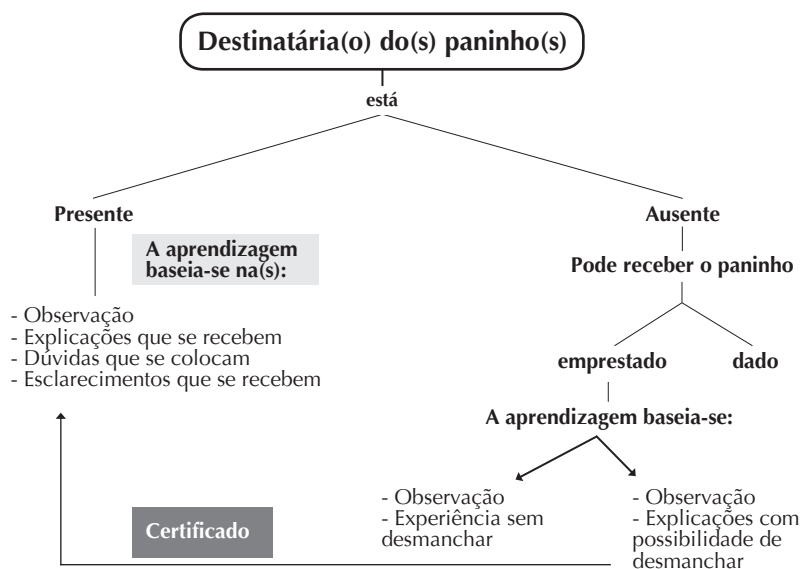 Destinatária(o) do(s) paninho(s)
está
Presente
Ausente
A aprendizagem
baseia-se na(s):
Pode receber o paninho
- Observação
- Explicações que se recebem
- Dúvidas que se colocam
- Esclarecimentos que se recebem
emprestado
dado
A aprendizagem baseia-se:
- Observação
- Experiência sem
desmanchar
- Observação
- Explicações com
possibilidade de
desmanchar
Certificado